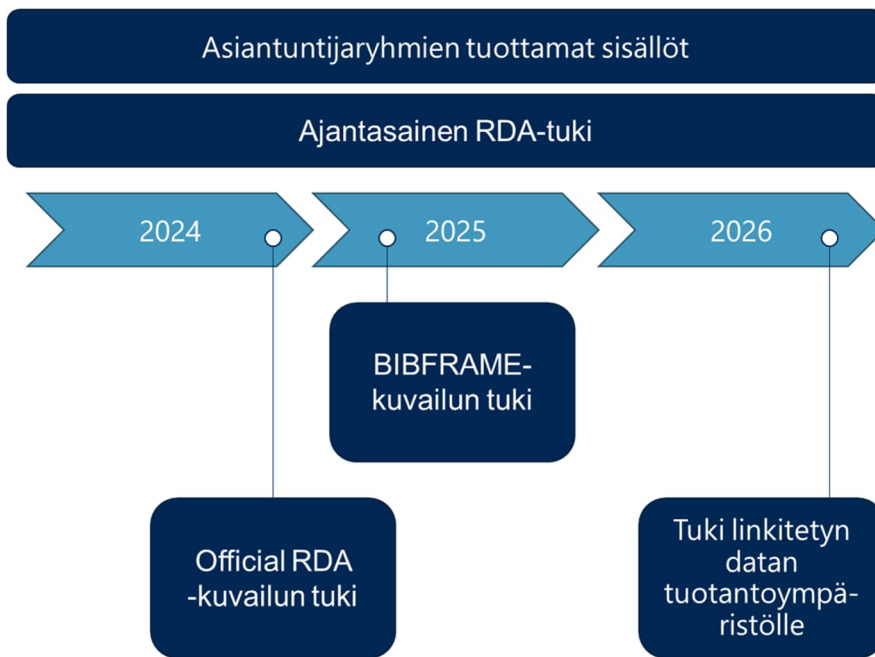 Asiantuntijaryhmien tuottamat sisällöt
Ajantasainen RDA-tuki
2024
2025
2026
BIBFRAME-
kuvailun tuki
Official RDA
-kuvailun tuki
Tuki linkitetyn
datan
tuotantoympä-
ristölle